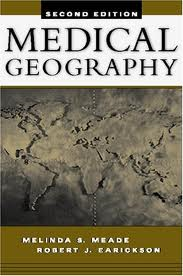 SECOND EDITION
MEDICAL
GEOGRAPHY
MELINDA S. MEADE
ROBERT J. EARICKSON